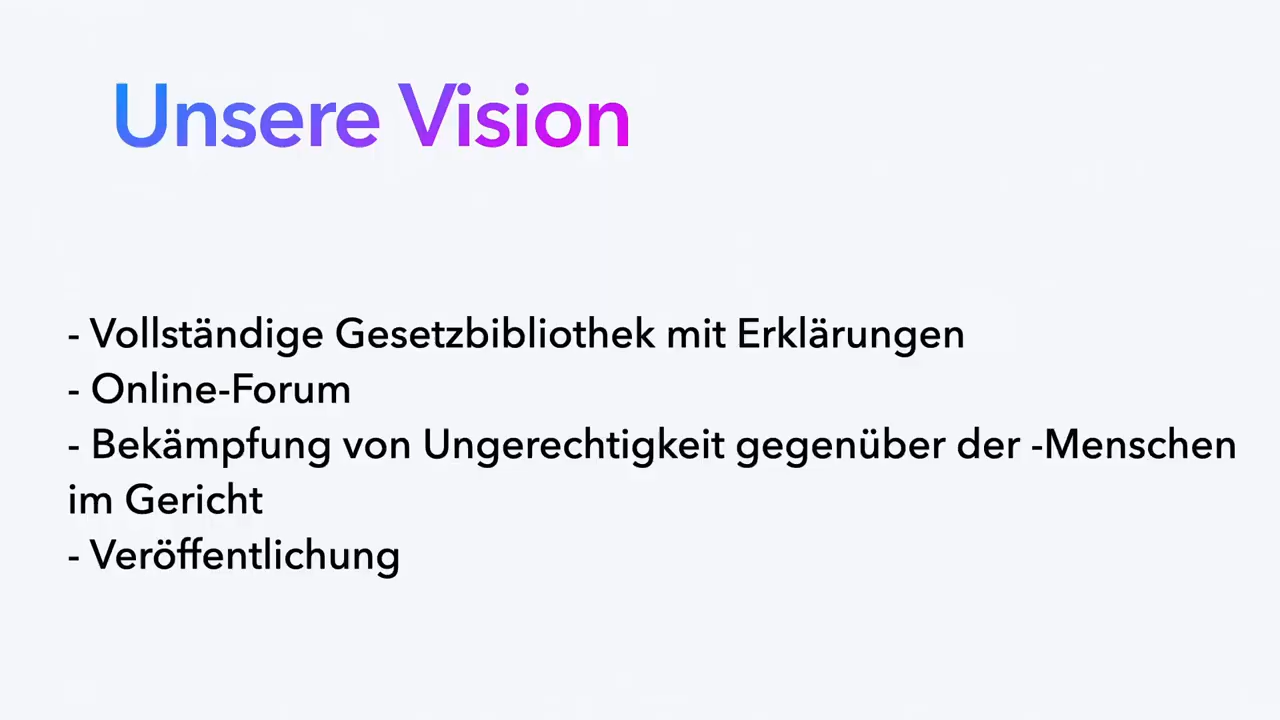 Unsere Vision
- Vollständige Gesetzbibliothek mit Erklärungen
- Online-Forum
- Bekämpfung von Ungerechtigkeit gegenüber der -Menschen
im Gericht
- Veröffentlichung